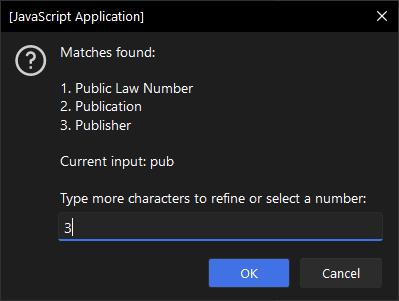 [JavaScript Application]
Matches found:
1. Public Law Number
2. Publication
3. Publisher
Current input: pub
Type more characters to refine or select a number:
3
OK
Cancel